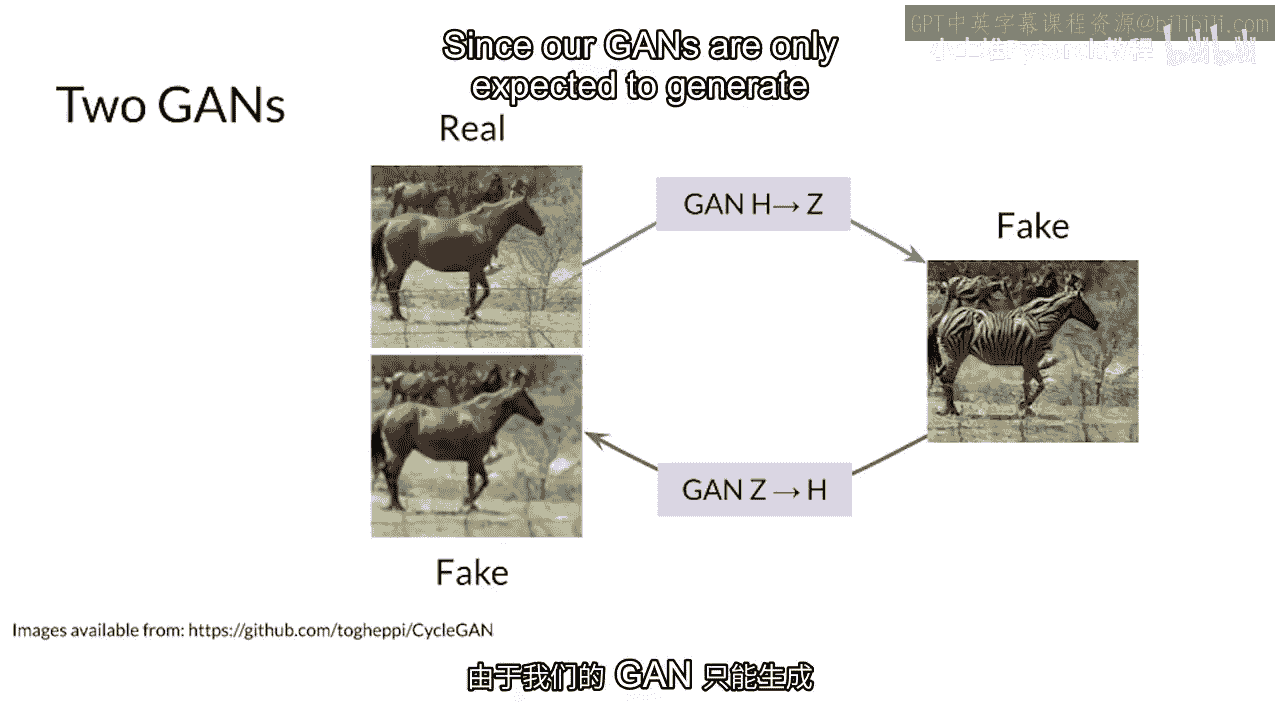 GPT中英字幕课程资源@bilibili.com
Since our GANs are only
expected to generate
Two GANs
Real
GAN H→ Z
Fake
GAN Z → H
Fake
Images available from: https://github.com/togheppi/CycleGAN
由于我们的 GAN 只能生成